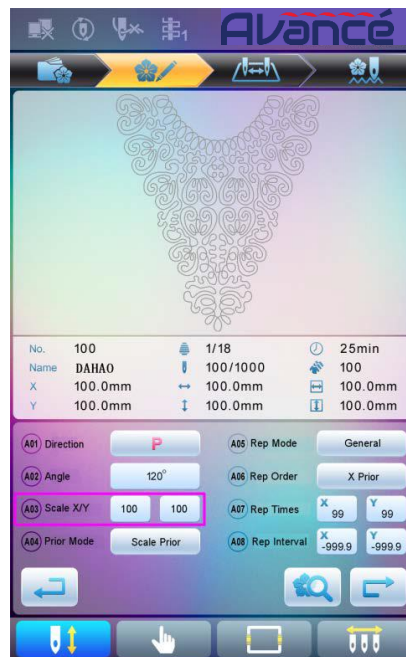 Avancé
1
No. 100 1/18 25min
Name DAHAO 100/1000 100
X 100.0mm 100.0mm 100.0mm
Y 100.0mm 100.0mm 100.0mm
A01 Direction P A05 Rep Mode General
A02 Angle 120° A06 Rep Order X Prior
A03 Scale X/Y 100 100 A07 Rep Times X 99 Y 99
A04 Prior Mode Scale Prior A08 Rep Interval X -999.9 Y -999.9